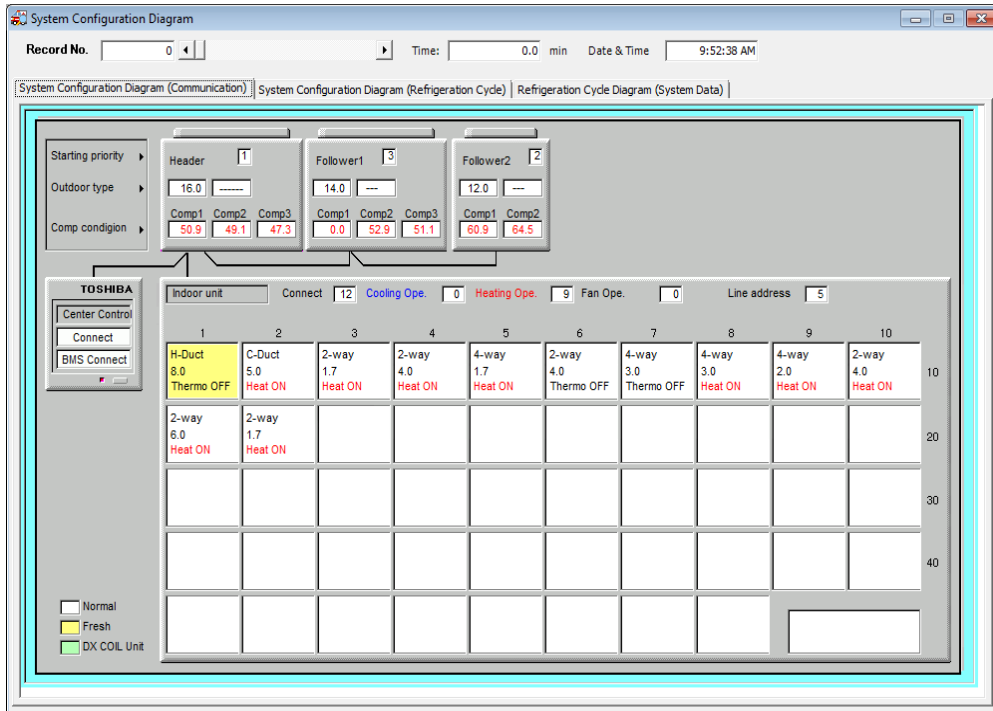 System Configuration Diagram
Record No. 0 Time: 0.0 min Date & Time 9:52:38 AM
System Configuration Diagram (Communication) System Configuration Diagram (Refrigeration Cycle) Refrigeration Cycle Diagram (System Data)
Starting priority Header 1 Follower1 3 Follower2 2
Outdoor type 16.0 ------ 14.0 --- 12.0 ---
Comp1 Comp2 Comp3 Comp1 Comp2 Comp3 Comp1 Comp2
Comp condigion 50.9 49.1 47.3 0.0 52.9 51.1 60.9 64.5
TOSHIBA
Center Control
Connect
BMS Connect
Indoor unit Connect 12 Cooling Ope. 0 Heating Ope. 9 Fan Ope. 0 Line address 5
1 2 3 4 5 6 7 8 9 10
H-Duct C-Duct 2-way 2-way 4-way 2-way 4-way 4-way 4-way 2-way
8.0 5.0 1.7 4.0 1.7 4.0 3.0 3.0 2.0 4.0 10
Thermo OFF Heat ON Heat ON Heat ON Heat ON Thermo OFF Thermo OFF Heat ON Heat ON Heat ON
2-way 2-way
6.0 1.7 20
Heat ON Heat ON
30
40
Normal
Fresh
DX COIL Unit